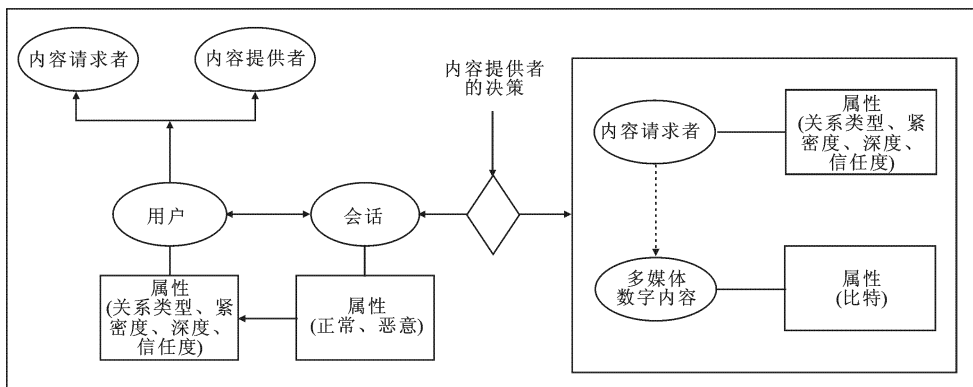 内容请求者
内容提供者
内容提供者
的决策
用户
会话
属性
(关系类型、紧
密度、深度、
信任度)
属性
(正常、恶意)
内容请求者
属性
(关系类型、紧
密度、深度、
信任度)
多媒体
数字内容
属性
(比特)